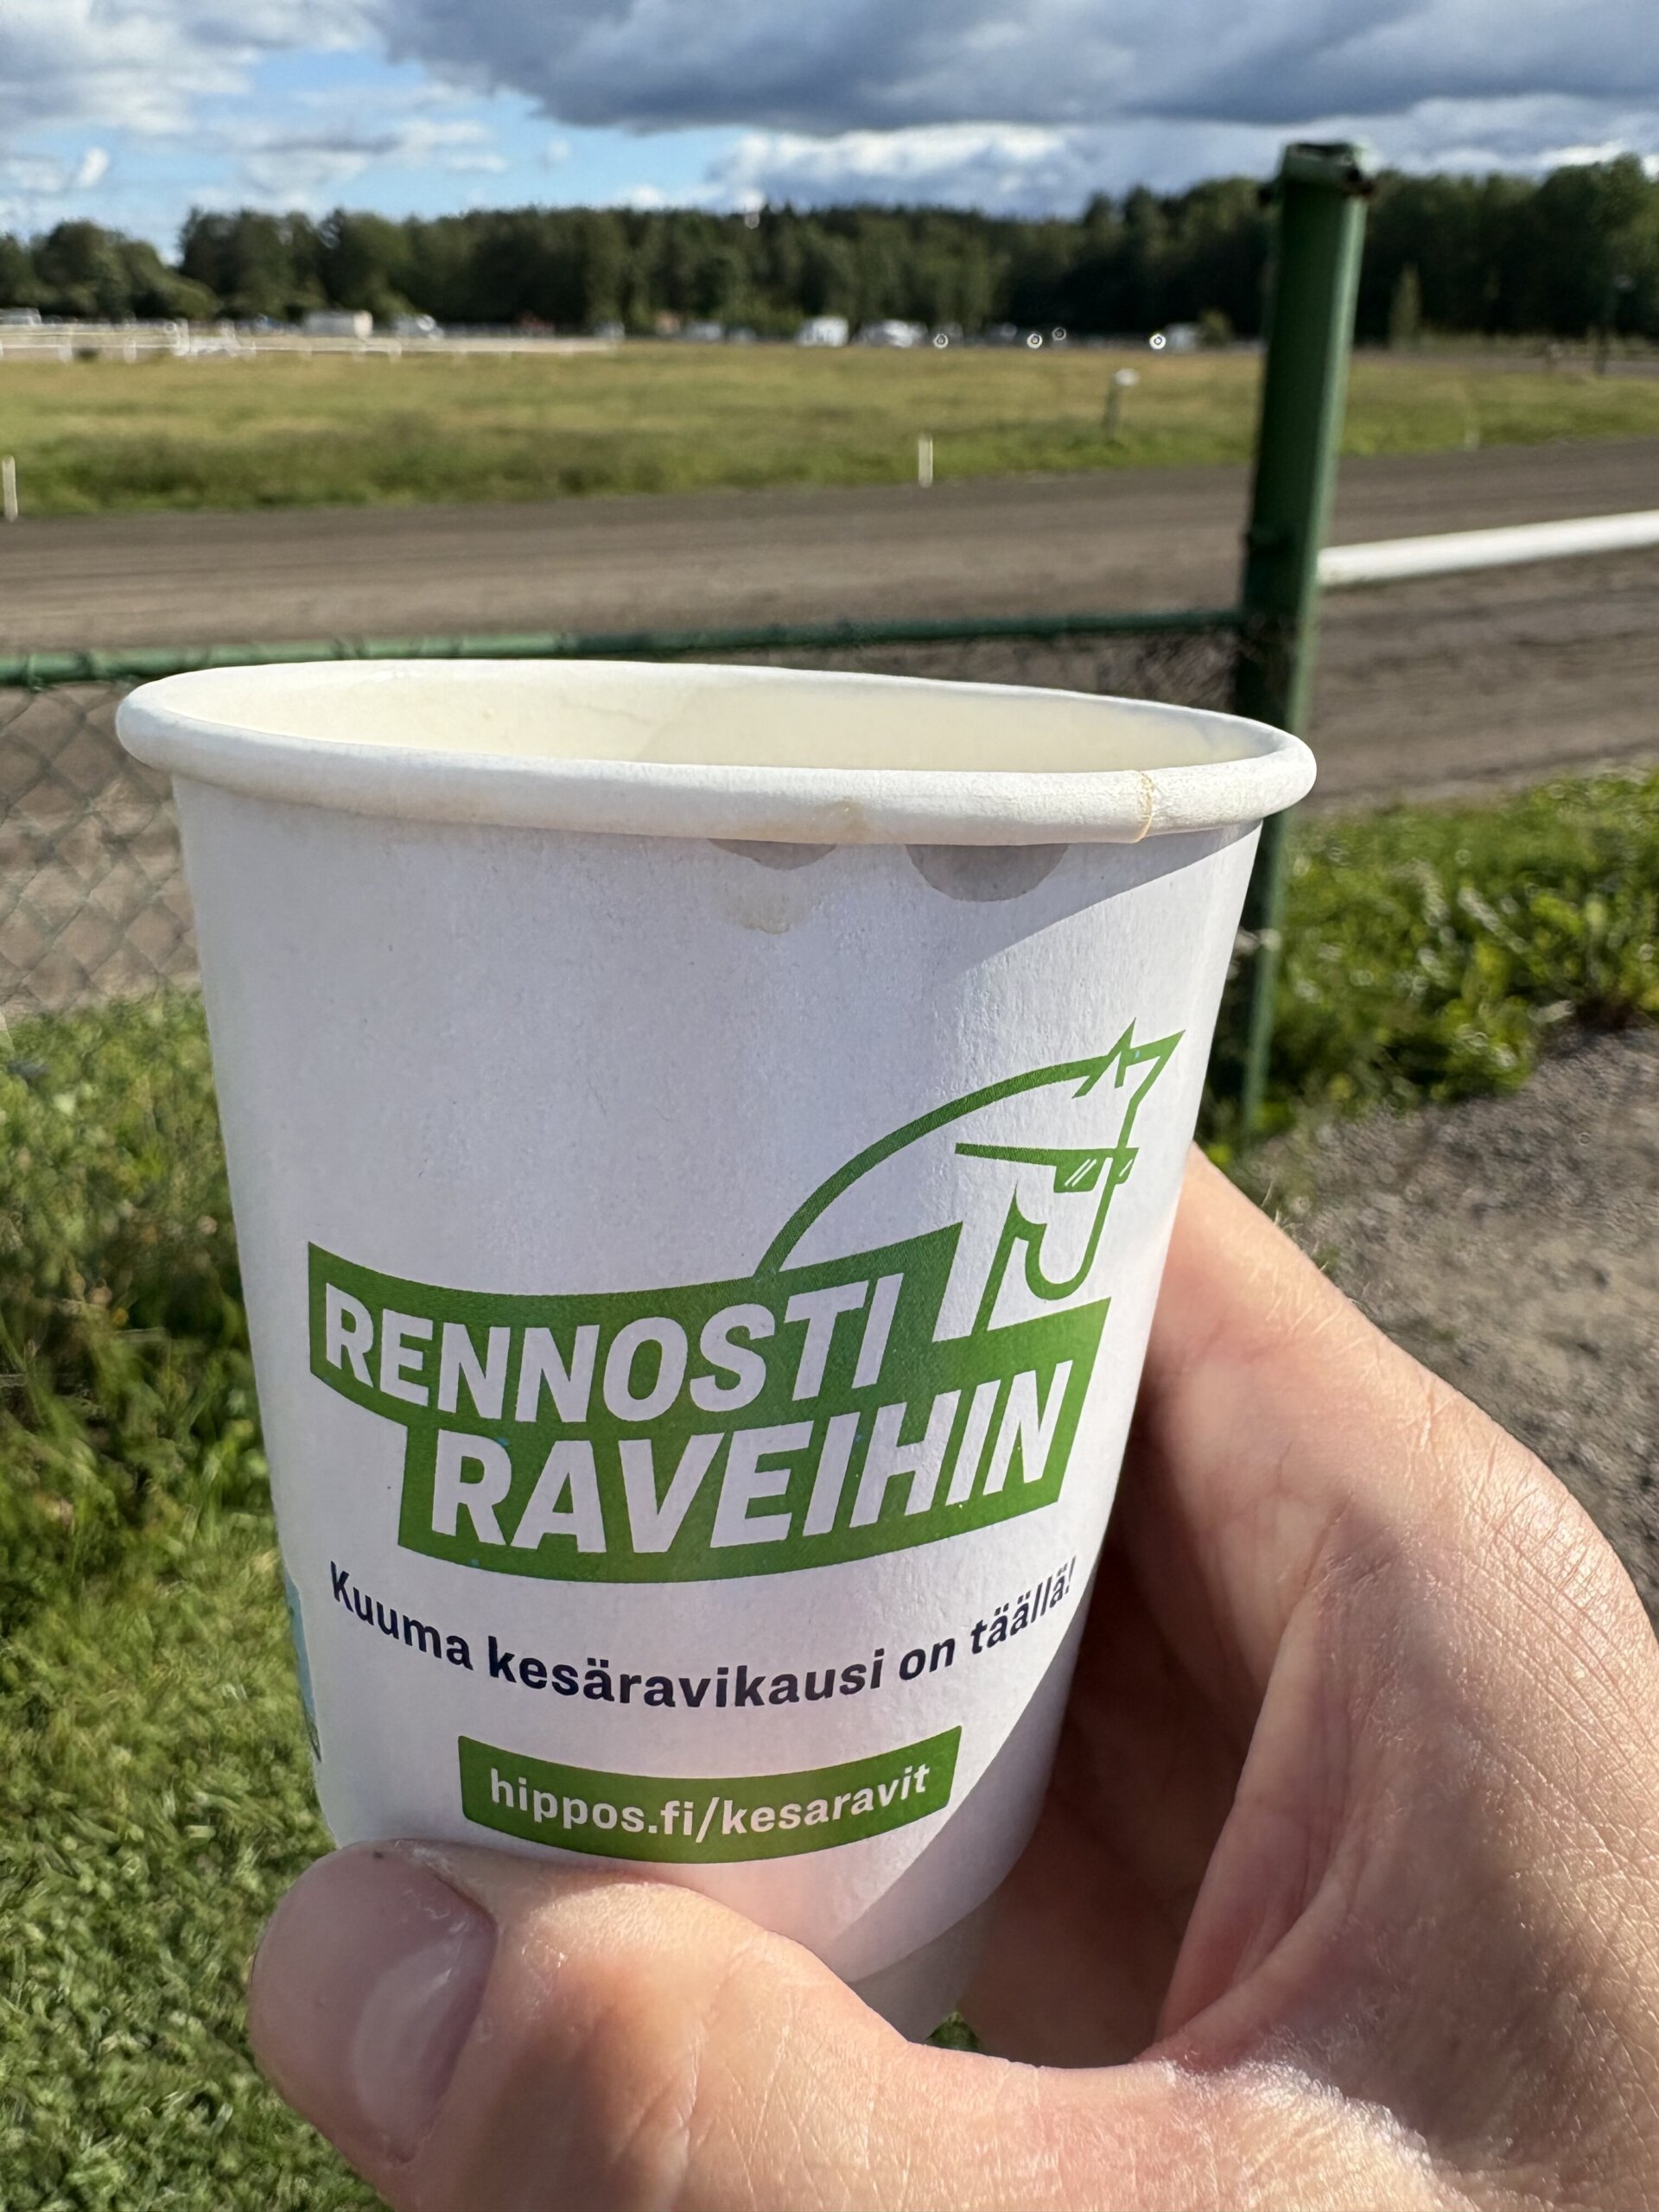 RENNOSTI
RAVEIHIN
Kuuma kesäravikausi on täällä!
hippos.fi/kesaravit